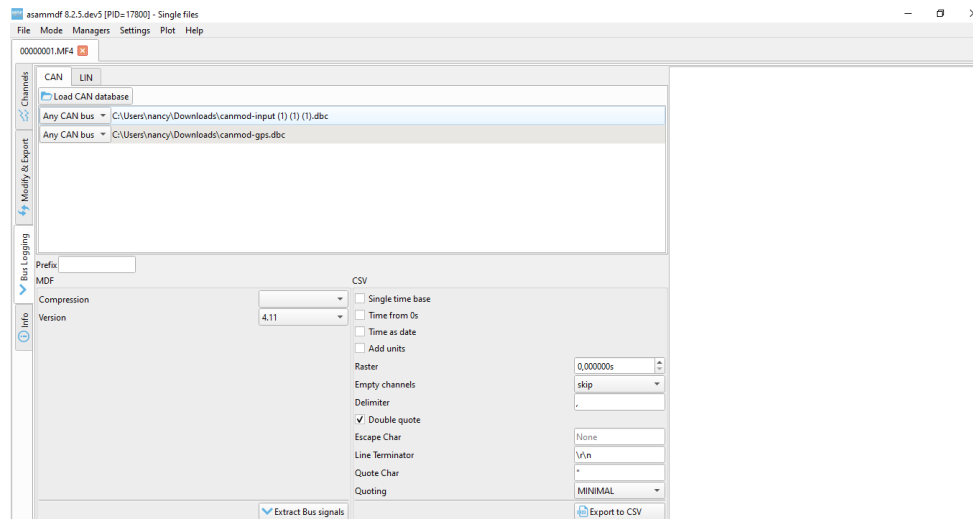 asammdf 8.2.5.dev5 [PID=17800] - Single files
File Mode Managers Settings Plot Help
00000001.MF4
Channels
Modify & Export
Bus Logging
Info
CAN LIN
Load CAN database
Any CAN bus C:\Users\nancy\Downloads\canmod-input (1) (1) (1).dbc
Any CAN bus C:\Users\nancy\Downloads\canmod-gps.dbc
Prefix
MDF
Compression
Version 4.11
Extract Bus signals
CSV
Single time base
Time from 0s
Time as date
Add units
Raster 0,000000s
Empty channels skip
Delimiter ,
Double quote
Escape Char None
Line Terminator \r\n
Quote Char "
Quoting MINIMAL
Export to CSV